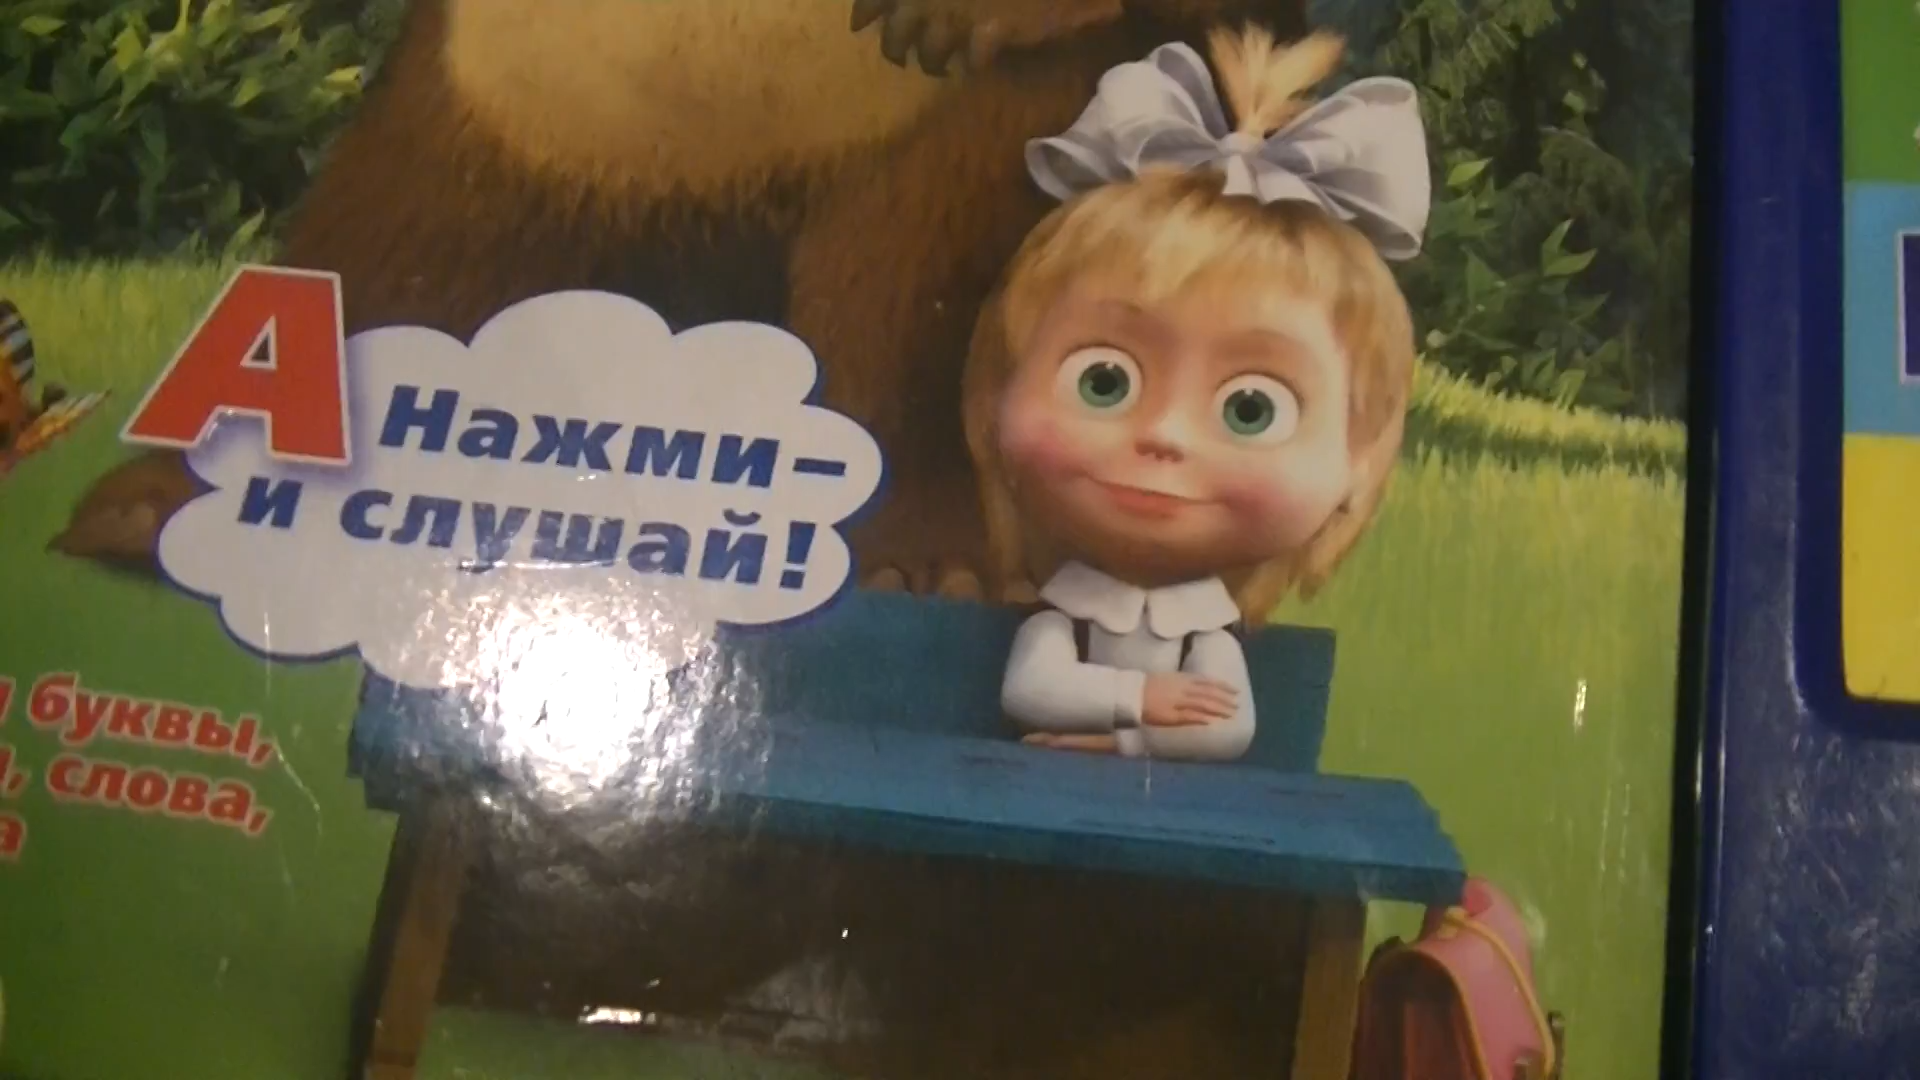 А Нажми–
и слушай!
буквы,
слова,